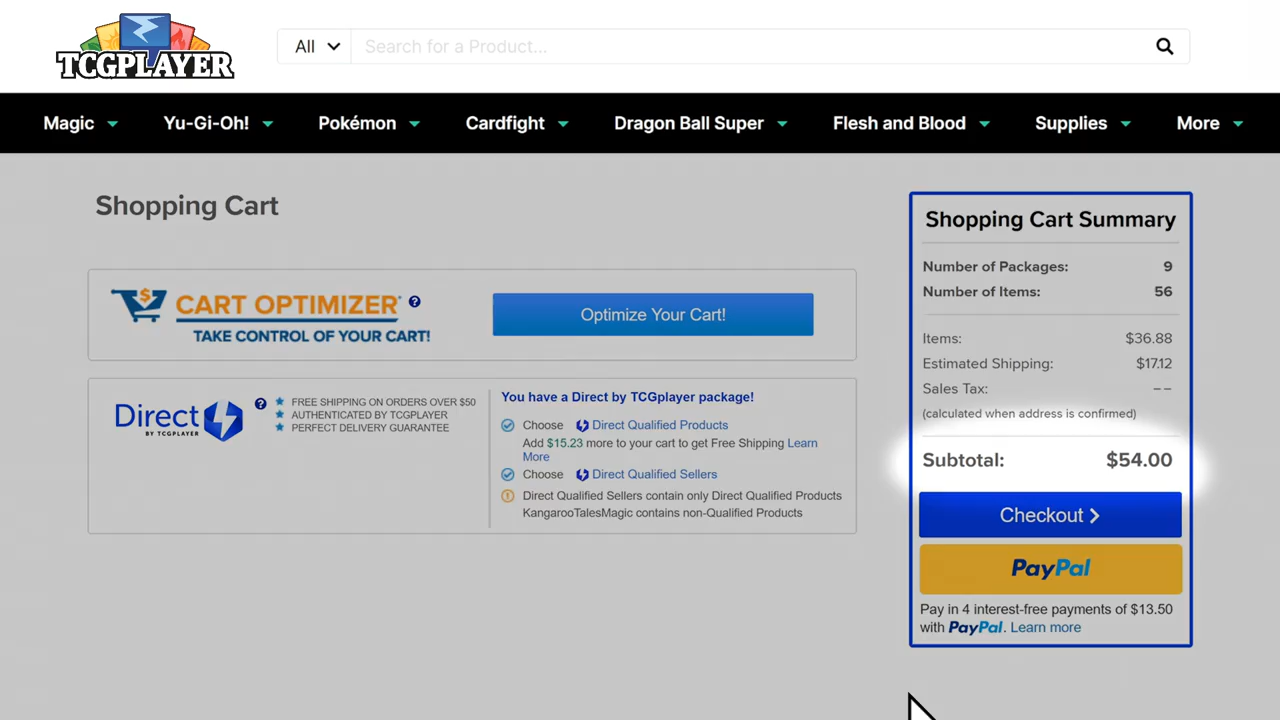 TCGPLAYER
All
Search for a Product...
Magic
Yu-Gi-Oh!
Pokémon
Cardfight
Dragon Ball Super
Flesh and Blood
Supplies
More
Shopping Cart
CART OPTIMIZER ?
TAKE CONTROL OF YOUR CART!
Optimize Your Cart!
Direct
BY TCGPLAYER
?
FREE SHIPPING ON ORDERS OVER $50
AUTHENTICATED BY TCGPLAYER
PERFECT DELIVERY GUARANTEE
You have a Direct by TCGplayer package!
Choose Direct Qualified Products
Add $15.23 more to your cart to get Free Shipping Learn
More
Choose Direct Qualified Sellers
Direct Qualified Sellers contain only Direct Qualified Products
KangarooTalesMagic contains non-Qualified Products
Shopping Cart Summary
Number of Packages: 9
Number of Items: 56
Items: $36.88
Estimated Shipping: $17.12
Sales Tax: – –
(calculated when address is confirmed)
Subtotal: $54.00
Checkout
PayPal
Pay in 4 interest-free payments of $13.50
with PayPal. Learn more